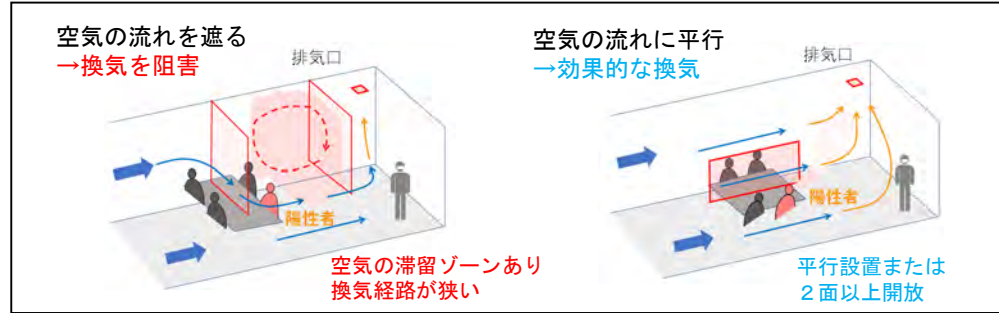 空気の流れを遮る
→換気を阻害
排気口
陽性者
空気の滞留ゾーンあり
換気経路が狭い
空気の流れに平行
→効果的な換気
排気口
陽性者
平行設置または
２面以上開放